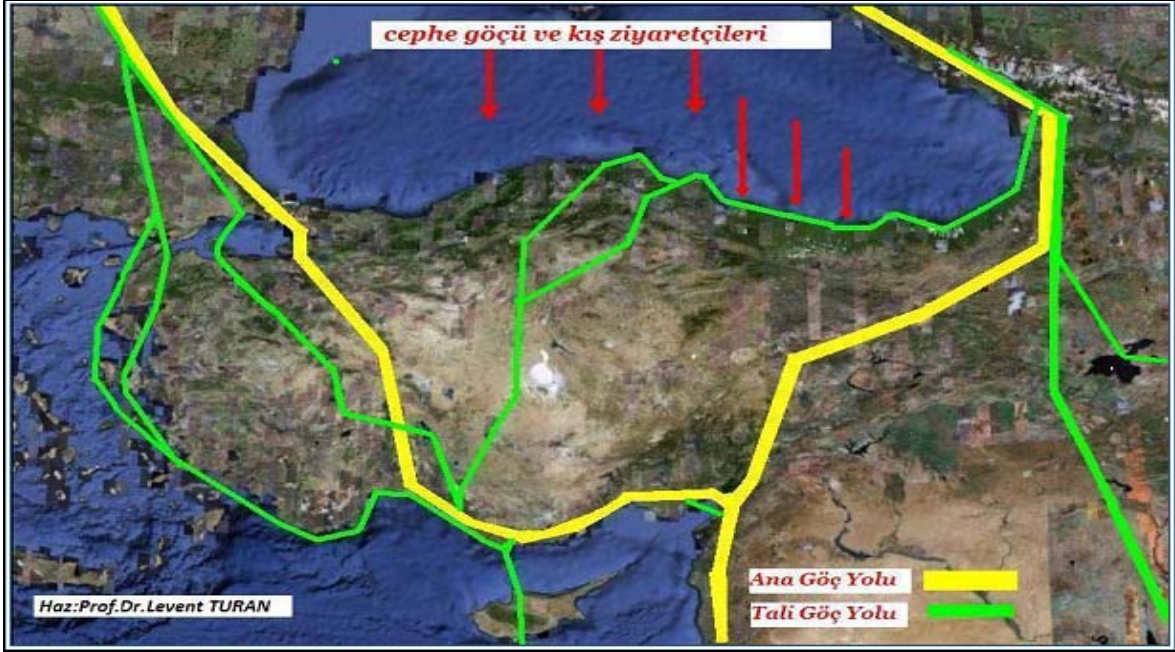 cephe göçü ve kış ziyaretçileri
Ana Göç Yolu
Tali Göç Yolu
Haz:Prof.Dr.Levent TURAN